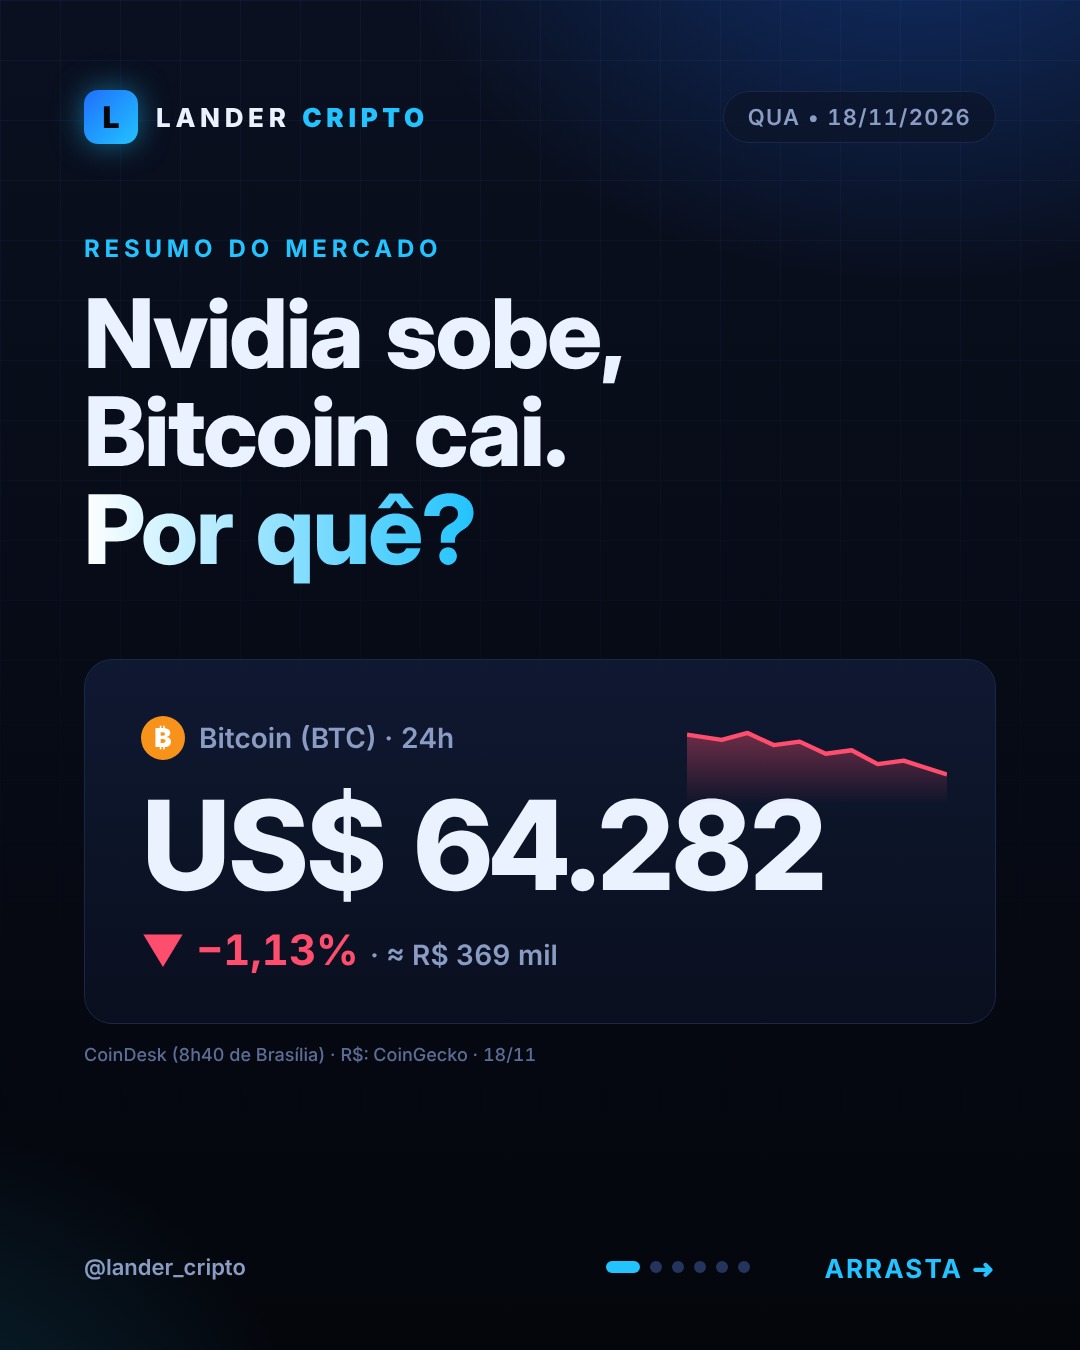 L LANDER CRIPTO
QUA • 18/11/2026
RESUMO DO MERCADO
Nvidia sobe,
Bitcoin cai.
Por quê?
₿ Bitcoin (BTC) · 24h
US$ 64.282
▼ −1,13% · ≈ R$ 369 mil
CoinDesk (8h40 de Brasília) · R$: CoinGecko · 18/11
@lander_cripto
ARRASTA ➜